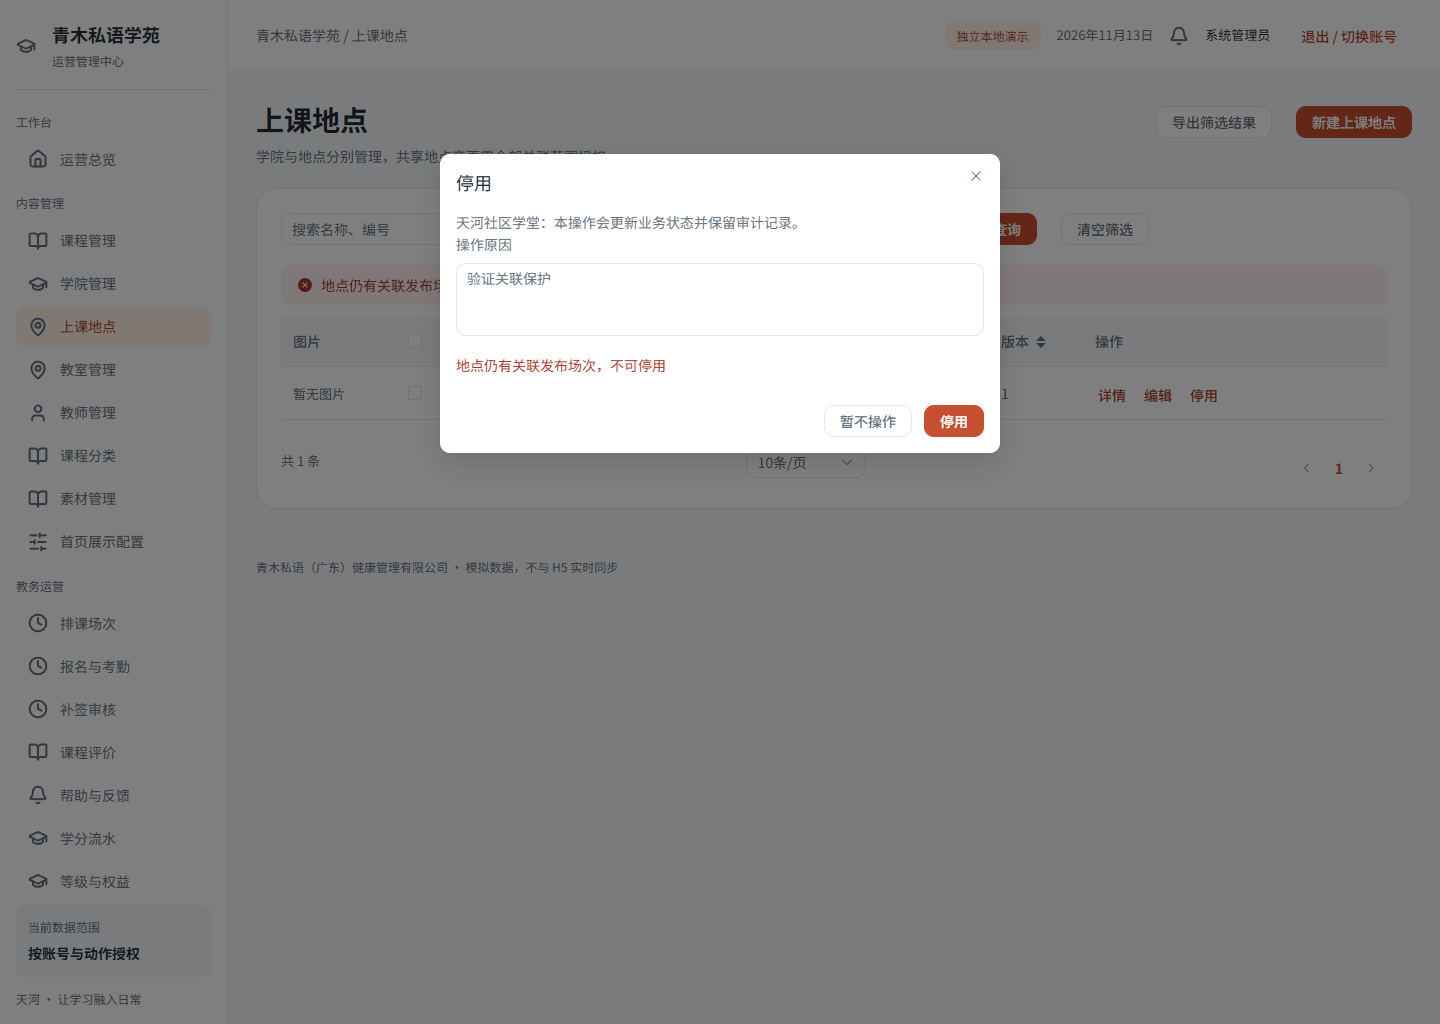 青木私语学苑
运营管理中心
工作台
运营总览
内容管理
课程管理
学院管理
上课地点
教室管理
教师管理
课程分类
素材管理
首页展示配置
教务运营
排课场次
报名与考勤
补签审核
课程评价
帮助与反馈
学分流水
等级与权益
当前数据范围
按账号与动作授权
天河 · 让学习融入日常
青木私语学苑 / 上课地点
独立本地演示
2026年11月13日
系统管理员
退出 / 切换账号
上课地点
学院与地点分别管理，共享地
导出筛选结果
新建上课地点
搜索名称、编号
查询
清空筛选
地点仍有关联发布场
图片
版本
操作
暂无图片
1
详情
编辑
停用
共 1 条
10条/页
1
停用
天河社区学堂：本操作会更新业务状态并保留审计记录。
操作原因
验证关联保护
地点仍有关联发布场次，不可停用
暂不操作
停用
青木私语（广东）健康管理有限公司 · 模拟数据，不与 H5 实时同步